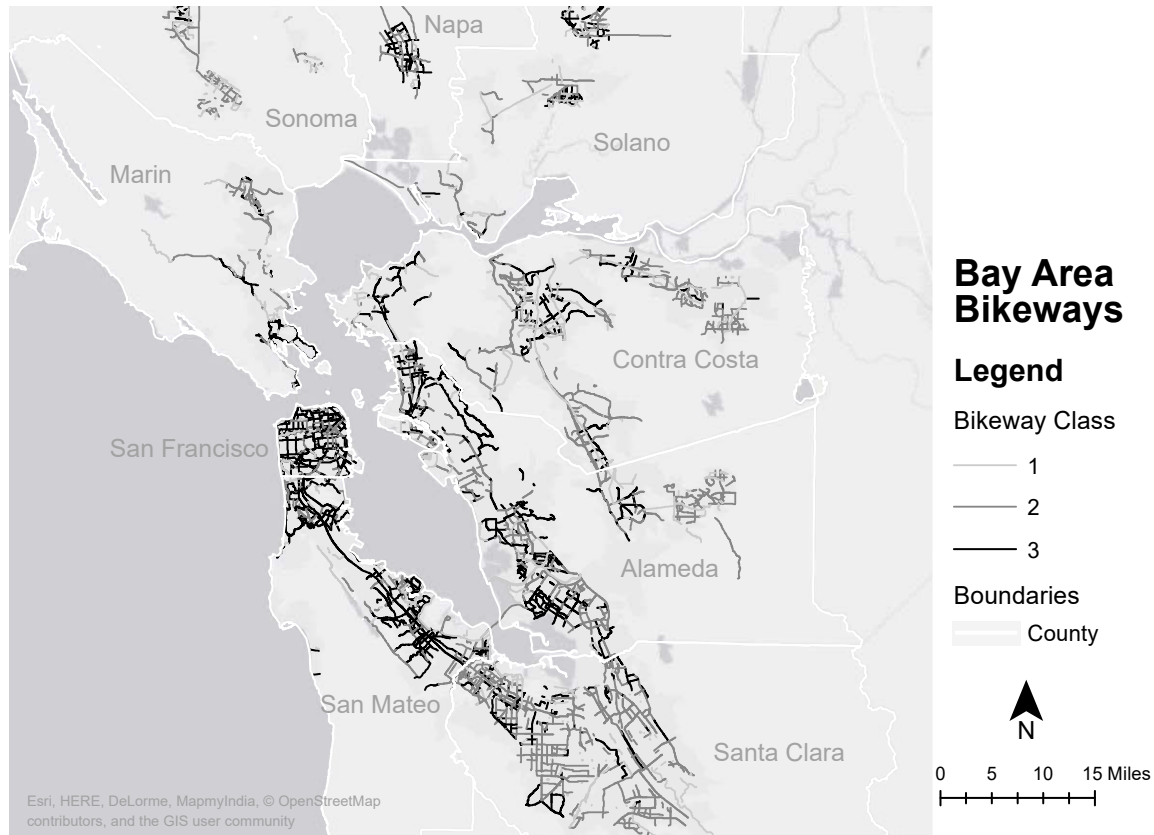 Napa
Sonoma
Solano
Marin
Contra Costa
San Francisco
Alameda
San Mateo
Santa Clara
Esri, HERE, DeLorme, MapmyIndia, © OpenStreetMap
contributors, and the GIS user community
Bay Area
Bikeways
Legend
Bikeway Class
1
2
3
Boundaries
County
N
0 5 10 15 Miles